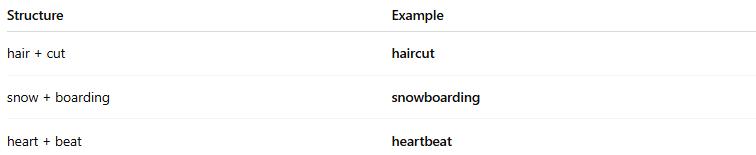 Structure Example
hair + cut haircut
snow + boarding snowboarding
heart + beat heartbeat